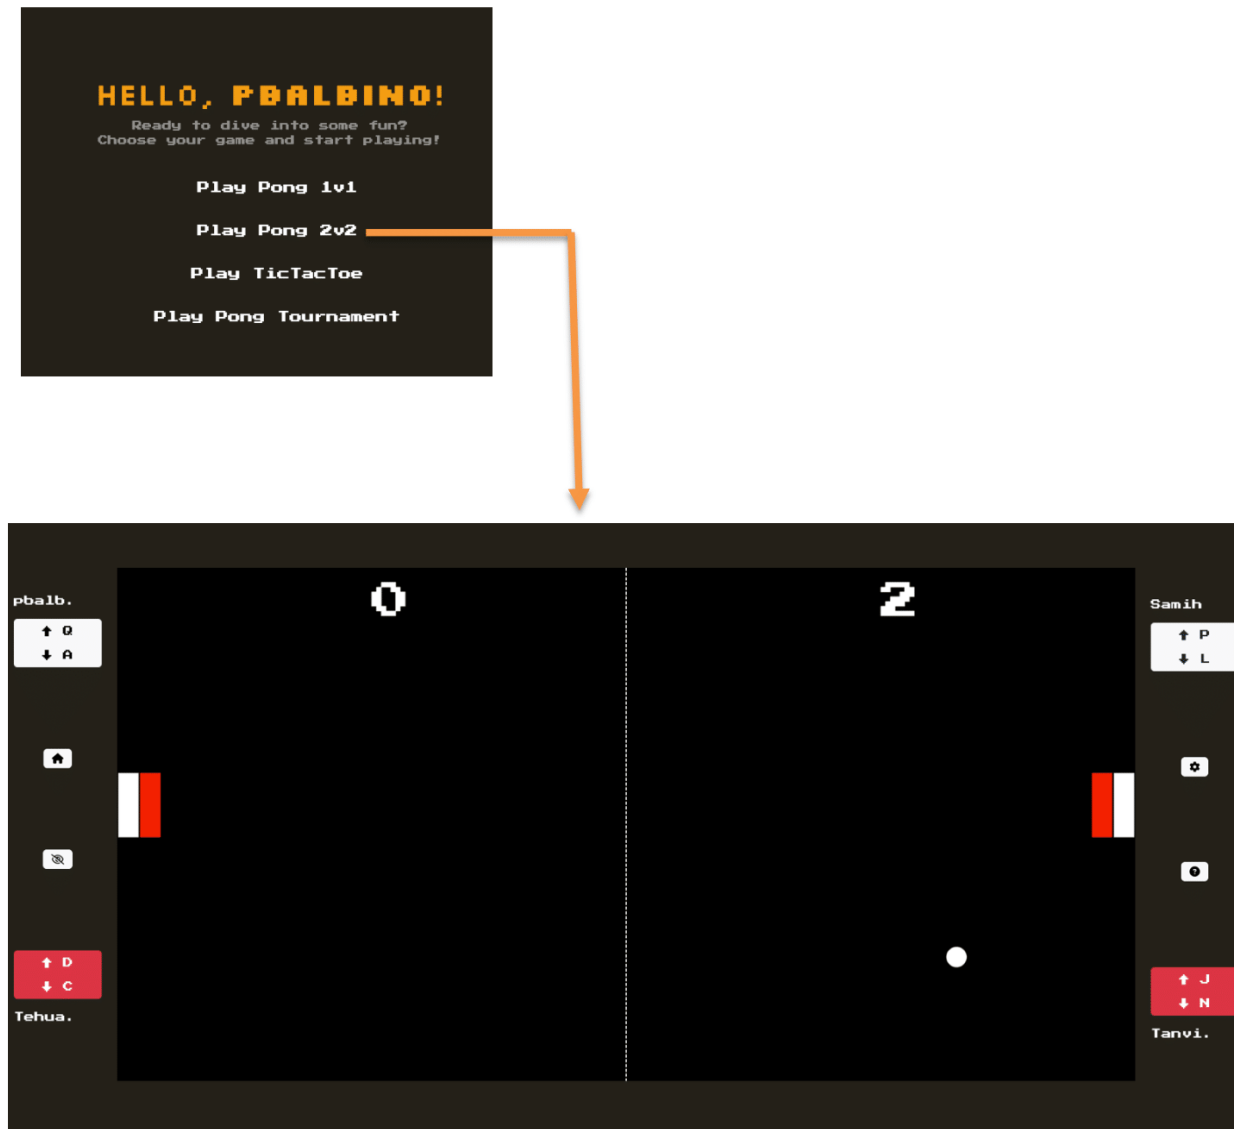 HELLO, PBALBINO!
Ready to dive into some fun?
Choose your game and start playing!
Play Pong 1v1
Play Pong 2v2
Play TicTacToe
Play Pong Tournament
0
2
pbalb.
↑ Q
↓ A
Tehua.
↑ D
↓ C
Samih
↑ P
↓ L
↑ J
↓ N
Tanvi.